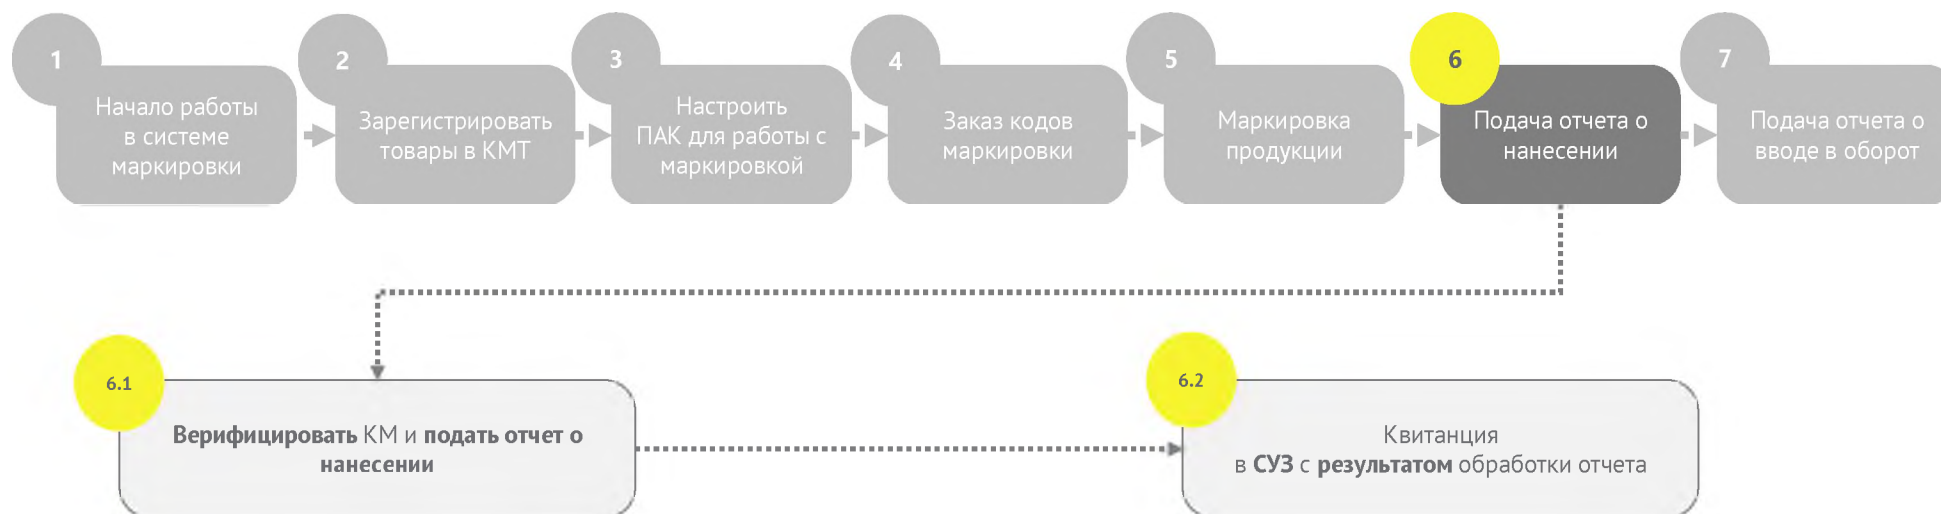 1
Начало работы
в системе
маркировки
2
Зарегистрировать
товары в КМТ
3
Настроить
ПАК для работы с
маркировкой
4
Заказ кодов
маркировки
5
Маркировка
продукции
6
Подача отчета о
нанесении
7
Подача отчета о
вводе в оборот
6.1
Верифицировать КМ и подать отчет о
нанесении
6.2
Квитанция
в СУЗ с результатом обработки отчета